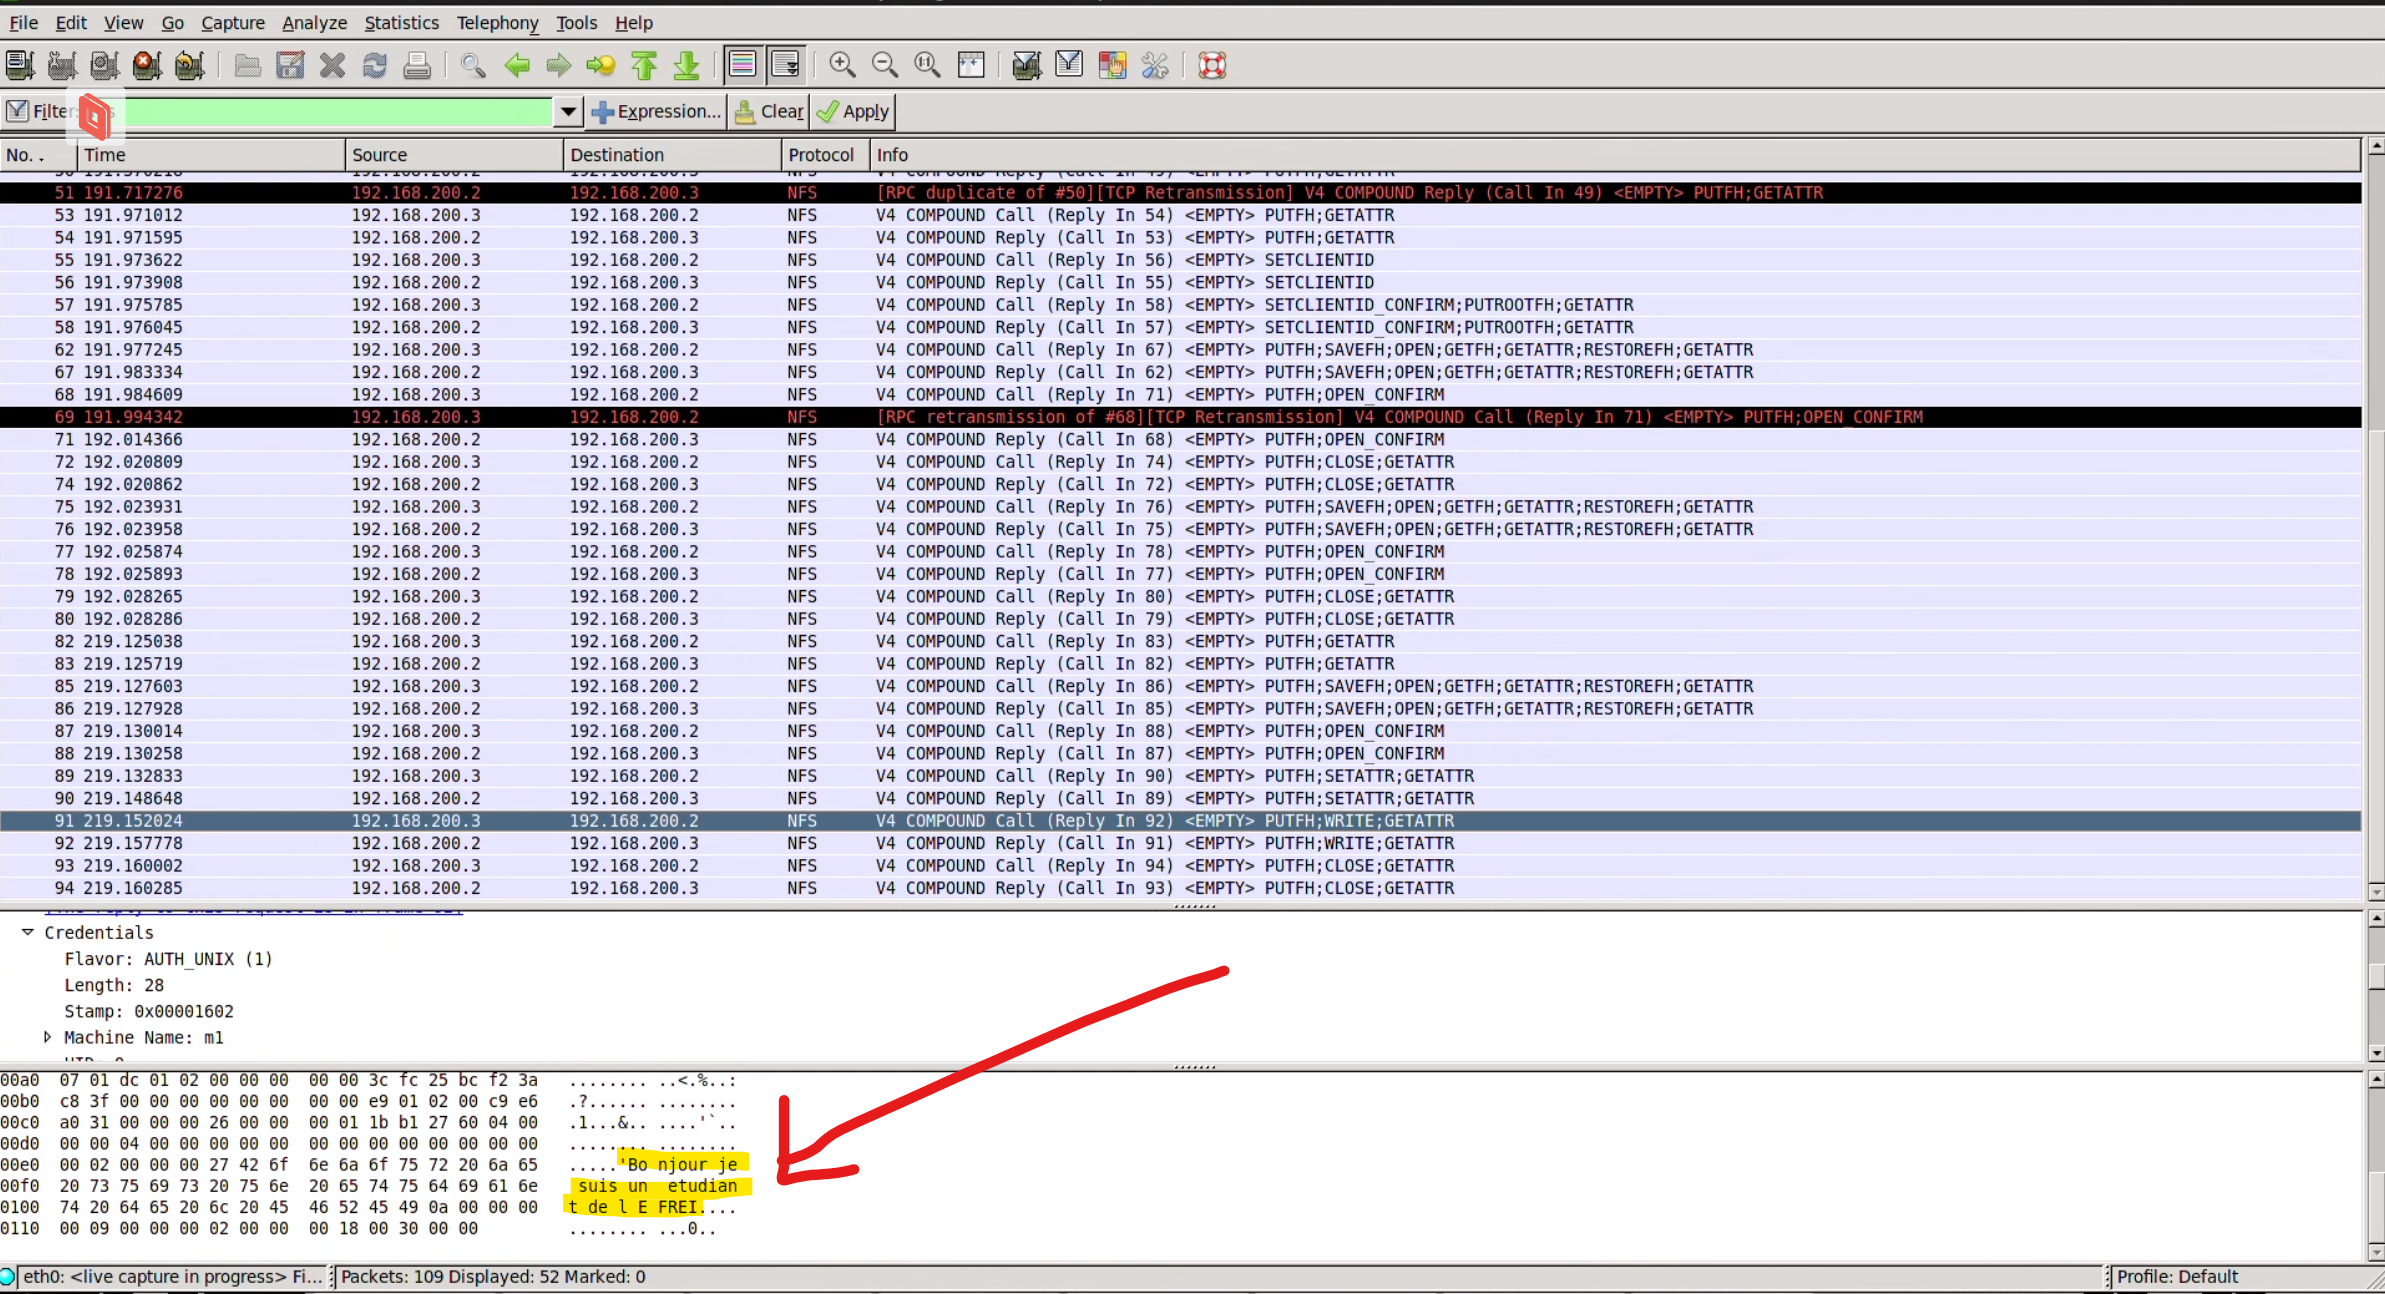 File Edit View Go Capture Analyze Statistics Telephony Tools Help
Filter: Expression... Clear Apply
No. . Time Source Destination Protocol Info
51 191.717276 192.168.200.2 192.168.200.3 NFS [RPC duplicate of #50][TCP Retransmission] V4 COMPOUND Reply (Call In 49) <EMPTY> PUTFH;GETATTR
53 191.971012 192.168.200.3 192.168.200.2 NFS V4 COMPOUND Call (Reply In 54) <EMPTY> PUTFH;GETATTR
54 191.971595 192.168.200.2 192.168.200.3 NFS V4 COMPOUND Reply (Call In 53) <EMPTY> PUTFH;GETATTR
55 191.973622 192.168.200.3 192.168.200.2 NFS V4 COMPOUND Call (Reply In 56) <EMPTY> SETCLIENTID
56 191.973908 192.168.200.2 192.168.200.3 NFS V4 COMPOUND Reply (Call In 55) <EMPTY> SETCLIENTID
57 191.975785 192.168.200.3 192.168.200.2 NFS V4 COMPOUND Call (Reply In 58) <EMPTY> SETCLIENTID_CONFIRM;PUTROOTFH;GETATTR
58 191.976045 192.168.200.2 192.168.200.3 NFS V4 COMPOUND Reply (Call In 57) <EMPTY> SETCLIENTID_CONFIRM;PUTROOTFH;GETATTR
62 191.977245 192.168.200.3 192.168.200.2 NFS V4 COMPOUND Call (Reply In 67) <EMPTY> PUTFH;SAVEFH;OPEN;GETFH;GETATTR;RESTOREFH;GETATTR
67 191.983334 192.168.200.2 192.168.200.3 NFS V4 COMPOUND Reply (Call In 62) <EMPTY> PUTFH;SAVEFH;OPEN;GETFH;GETATTR;RESTOREFH;GETATTR
68 191.984609 192.168.200.3 192.168.200.2 NFS V4 COMPOUND Call (Reply In 71) <EMPTY> PUTFH;OPEN_CONFIRM
69 191.994342 192.168.200.3 192.168.200.2 NFS [RPC retransmission of #68][TCP Retransmission] V4 COMPOUND Call (Reply In 71) <EMPTY> PUTFH;OPEN_CONFIRM
71 192.014366 192.168.200.2 192.168.200.3 NFS V4 COMPOUND Reply (Call In 68) <EMPTY> PUTFH;OPEN_CONFIRM
72 192.020809 192.168.200.3 192.168.200.2 NFS V4 COMPOUND Call (Reply In 74) <EMPTY> PUTFH;CLOSE;GETATTR
74 192.020862 192.168.200.2 192.168.200.3 NFS V4 COMPOUND Reply (Call In 72) <EMPTY> PUTFH;CLOSE;GETATTR
75 192.023931 192.168.200.3 192.168.200.2 NFS V4 COMPOUND Call (Reply In 76) <EMPTY> PUTFH;SAVEFH;OPEN;GETFH;GETATTR;RESTOREFH;GETATTR
76 192.023958 192.168.200.2 192.168.200.3 NFS V4 COMPOUND Reply (Call In 75) <EMPTY> PUTFH;SAVEFH;OPEN;GETFH;GETATTR;RESTOREFH;GETATTR
77 192.025874 192.168.200.3 192.168.200.2 NFS V4 COMPOUND Call (Reply In 78) <EMPTY> PUTFH;OPEN_CONFIRM
78 192.025893 192.168.200.2 192.168.200.3 NFS V4 COMPOUND Reply (Call In 77) <EMPTY> PUTFH;OPEN_CONFIRM
79 192.028265 192.168.200.3 192.168.200.2 NFS V4 COMPOUND Call (Reply In 80) <EMPTY> PUTFH;CLOSE;GETATTR
80 192.028286 192.168.200.2 192.168.200.3 NFS V4 COMPOUND Reply (Call In 79) <EMPTY> PUTFH;CLOSE;GETATTR
82 219.125038 192.168.200.3 192.168.200.2 NFS V4 COMPOUND Call (Reply In 83) <EMPTY> PUTFH;GETATTR
83 219.125719 192.168.200.2 192.168.200.3 NFS V4 COMPOUND Reply (Call In 82) <EMPTY> PUTFH;GETATTR
85 219.127603 192.168.200.3 192.168.200.2 NFS V4 COMPOUND Call (Reply In 86) <EMPTY> PUTFH;SAVEFH;OPEN;GETFH;GETATTR;RESTOREFH;GETATTR
86 219.127928 192.168.200.2 192.168.200.3 NFS V4 COMPOUND Reply (Call In 85) <EMPTY> PUTFH;SAVEFH;OPEN;GETFH;GETATTR;RESTOREFH;GETATTR
87 219.130014 192.168.200.3 192.168.200.2 NFS V4 COMPOUND Call (Reply In 88) <EMPTY> PUTFH;OPEN_CONFIRM
88 219.130258 192.168.200.2 192.168.200.3 NFS V4 COMPOUND Reply (Call In 87) <EMPTY> PUTFH;OPEN_CONFIRM
89 219.132833 192.168.200.3 192.168.200.2 NFS V4 COMPOUND Call (Reply In 90) <EMPTY> PUTFH;SETATTR;GETATTR
90 219.148648 192.168.200.2 192.168.200.3 NFS V4 COMPOUND Reply (Call In 89) <EMPTY> PUTFH;SETATTR;GETATTR
91 219.152024 192.168.200.3 192.168.200.2 NFS V4 COMPOUND Call (Reply In 92) <EMPTY> PUTFH;WRITE;GETATTR
92 219.157778 192.168.200.2 192.168.200.3 NFS V4 COMPOUND Reply (Call In 91) <EMPTY> PUTFH;WRITE;GETATTR
93 219.160002 192.168.200.3 192.168.200.2 NFS V4 COMPOUND Call (Reply In 94) <EMPTY> PUTFH;CLOSE;GETATTR
94 219.160285 192.168.200.2 192.168.200.3 NFS V4 COMPOUND Reply (Call In 93) <EMPTY> PUTFH;CLOSE;GETATTR
Credentials
Flavor: AUTH_UNIX (1)
Length: 28
Stamp: 0x00001602
Machine Name: m1
00a0 07 01 dc 01 02 00 00 00 00 00 3c fc 25 bc f2 3a ........ ..<.%..:
00b0 c8 3f 00 00 00 00 00 00 00 00 e9 01 02 00 c9 e6 .?...... ........
00c0 a0 31 00 00 00 26 00 00 00 01 1b b1 27 60 04 00 .1...&.. ....'`..
00d0 00 00 04 00 00 00 00 00 00 00 00 00 00 00 00 00 ........ ........
00e0 00 02 00 00 00 27 42 6f 6e 6a 6f 75 72 20 6a 65 .....'Bo njour je
00f0 20 73 75 69 73 20 75 6e 20 65 74 75 64 69 61 6e suis un etudian
0100 74 20 64 65 20 6c 20 45 46 52 45 49 0a 00 00 00 t de l E FREI....
0110 00 09 00 00 00 02 00 00 00 18 00 30 00 00 ........ ...0..
eth0: <live capture in progress> Fi... Packets: 109 Displayed: 52 Marked: 0 Profile: Default